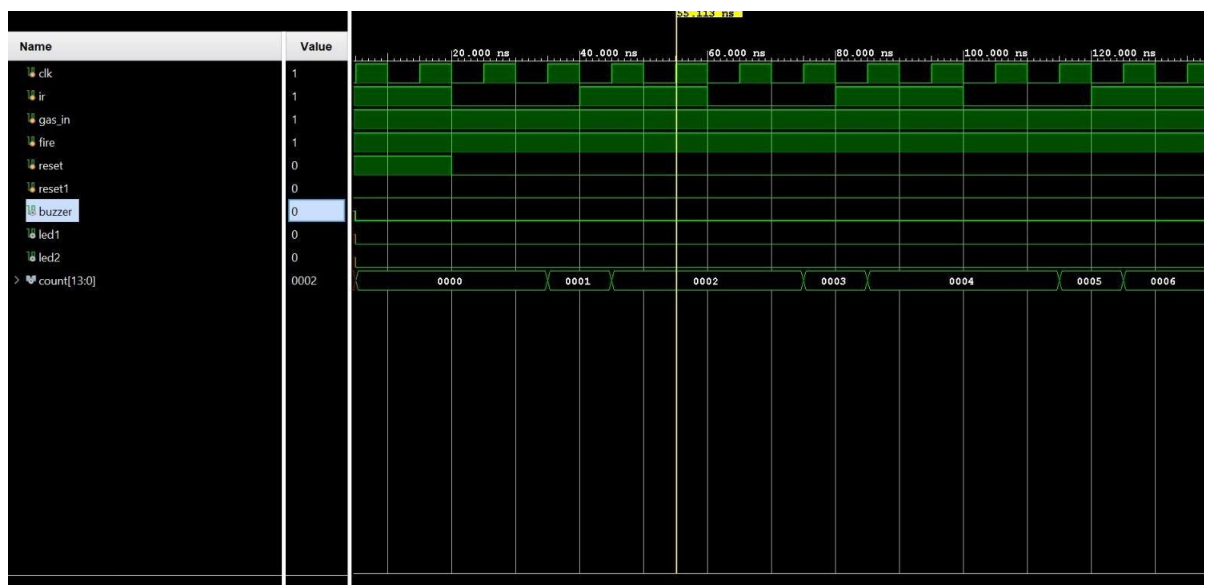 55.113 ns
Name Value
20.000 ns 40.000 ns 60.000 ns 80.000 ns 100.000 ns 120.000 ns
clk 1
ir 1
gas_in 1
fire 1
reset 0
reset1 0
buzzer 0
led1 0
led2 0
count[13:0] 0002 0000 0001 0002 0003 0004 0005 0006